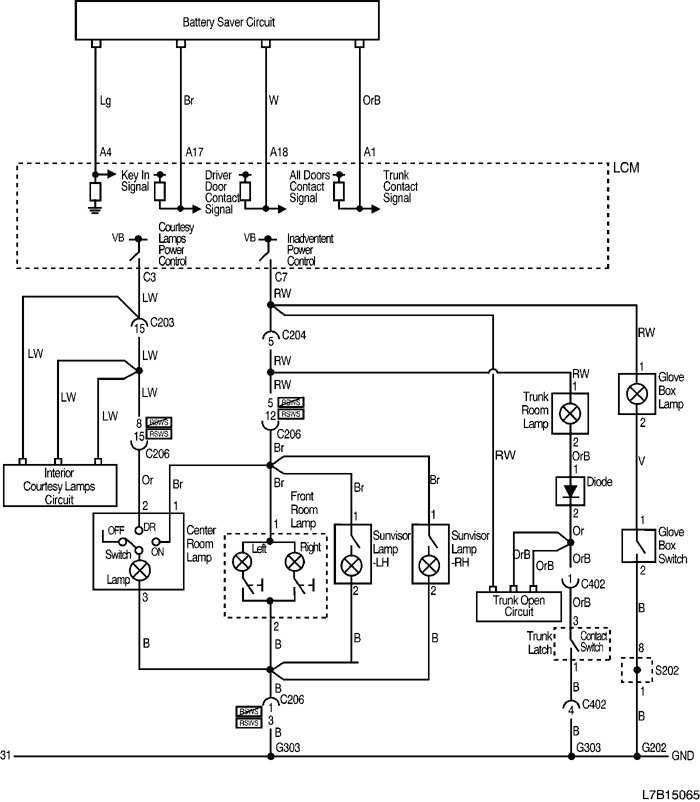 Battery Saver Circuit
Lg
Br
W
OrB
A4
A17
A18
A1
LCM
Key In
Signal
Driver
Door
Contact
Signal
All Doors
Contact
Signal
Trunk
Contact
Signal
VB
Courtesy
Lamps
Power
Control
VB
Inadventent
Power
Control
C3
C7
LW
RW
C203
15
C204
5
RW
LW
LW
LW
LW
LW
RW
RW
1
Glove
Box
Lamp
2
Trunk
Room
Lamp
1
2
OrB
8
RSWS
15
RSWS
C206
5
RSWS
12
RSWS
C206
RW
V
Interior
Courtesy Lamps
Circuit
Or
Br
2
1
Br
Br
Br
Br
1
Diode
2
Or
OFF
DR
Switch
ON
Lamp
3
Center
Room
Lamp
Front
Room
Lamp
1
Left
Right
2
1
Sunvisor
Lamp
-LH
2
1
Sunvisor
Lamp
-RH
2
OrB
OrB
OrB
1
C402
OrB
1
Glove
Box
Switch
2
Trunk Open
Circuit
3
Trunk
Latch
Contact
Switch
1
B
B
B
B
B
B
8
S202
1
B
B
C206
RSWS
1
RSWS
3
B
C402
4
B
31
G303
G303
G202
GND
L7B15065